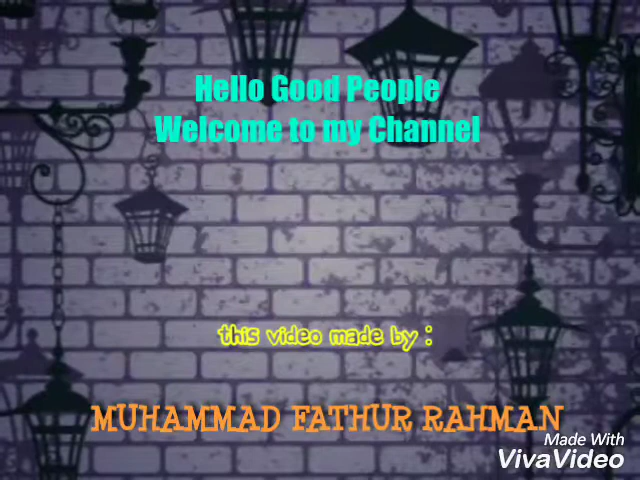 Hello Good People
Welcome to my Channel
this video made by :
MUHAMMAD FATHUR RAHMAN
Made With
VivaVideo